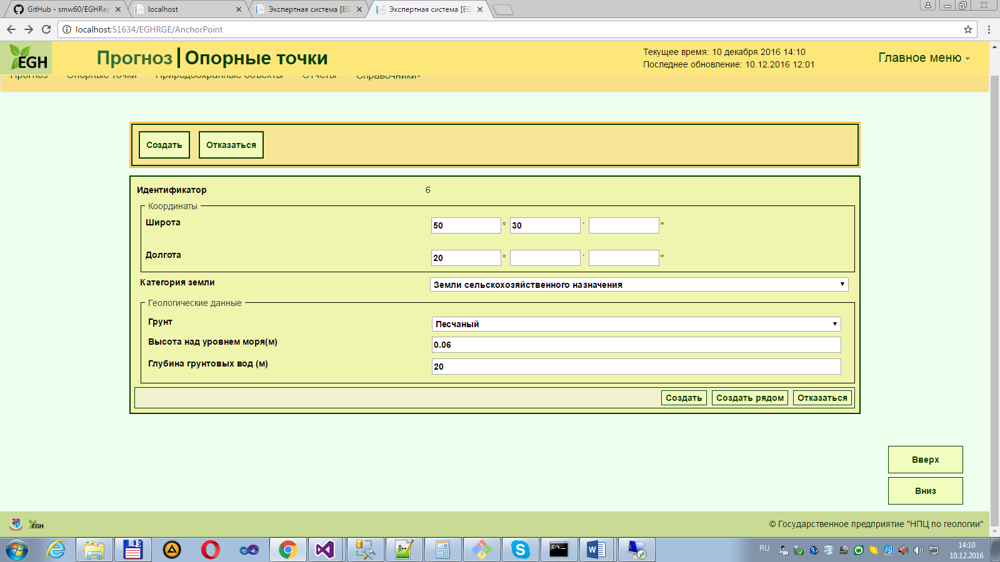 GitHub - smw60/EGHRep
localhost
Экспертная система [EG
Экспертная система [EG
localhost:51634/EGHRGE/AnchorPoint
EGH
Прогноз | Опорные точки
Текущее время: 10 декабря 2016 14:10
Последнее обновление: 10.12.2016 12:01
Главное меню
Прогноз Опорные точки Природоохранные объекты Отчеты Справочники
Создать Отказаться
Идентификатор 6
Координаты
Широта 50 ° 30 ′ "
Долгота 20 ° ′ "
Категория земли Земли сельскохозяйственного назначения
Геологические данные
Грунт Песчаный
Высота над уровнем моря(м) 0.06
Глубина грунтовых вод (м) 20
Создать Создать рядом Отказаться
Вверх
Вниз
EGH
© Государственное предприятие "НПЦ по геологии"
RU
14:10
10.12.2016